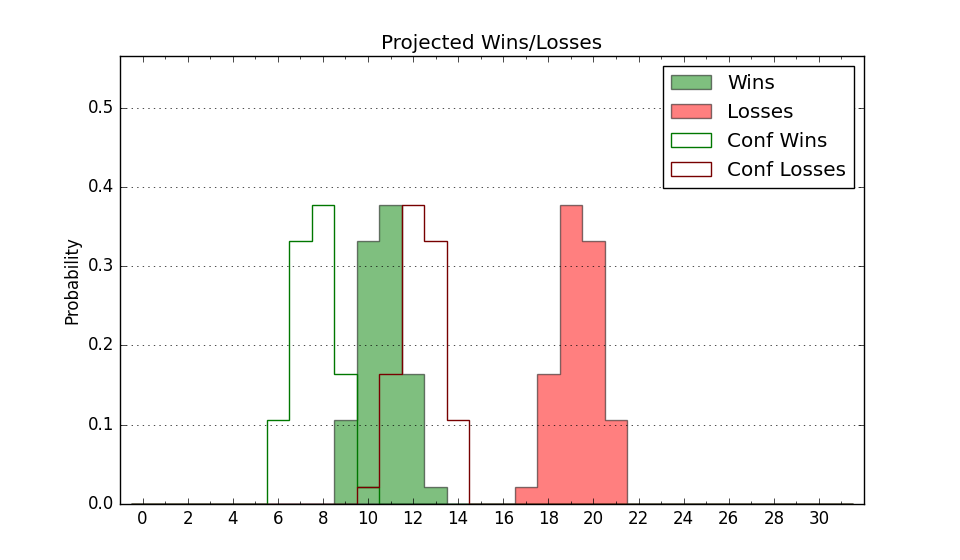 Projected Wins/Losses
Wins
Losses
Conf Wins
Conf Losses
Probability
0.5
0.4
0.3
0.2
0.1
0.0
0 2 4 6 8 10 12 14 16 18 20 22 24 26 28 30